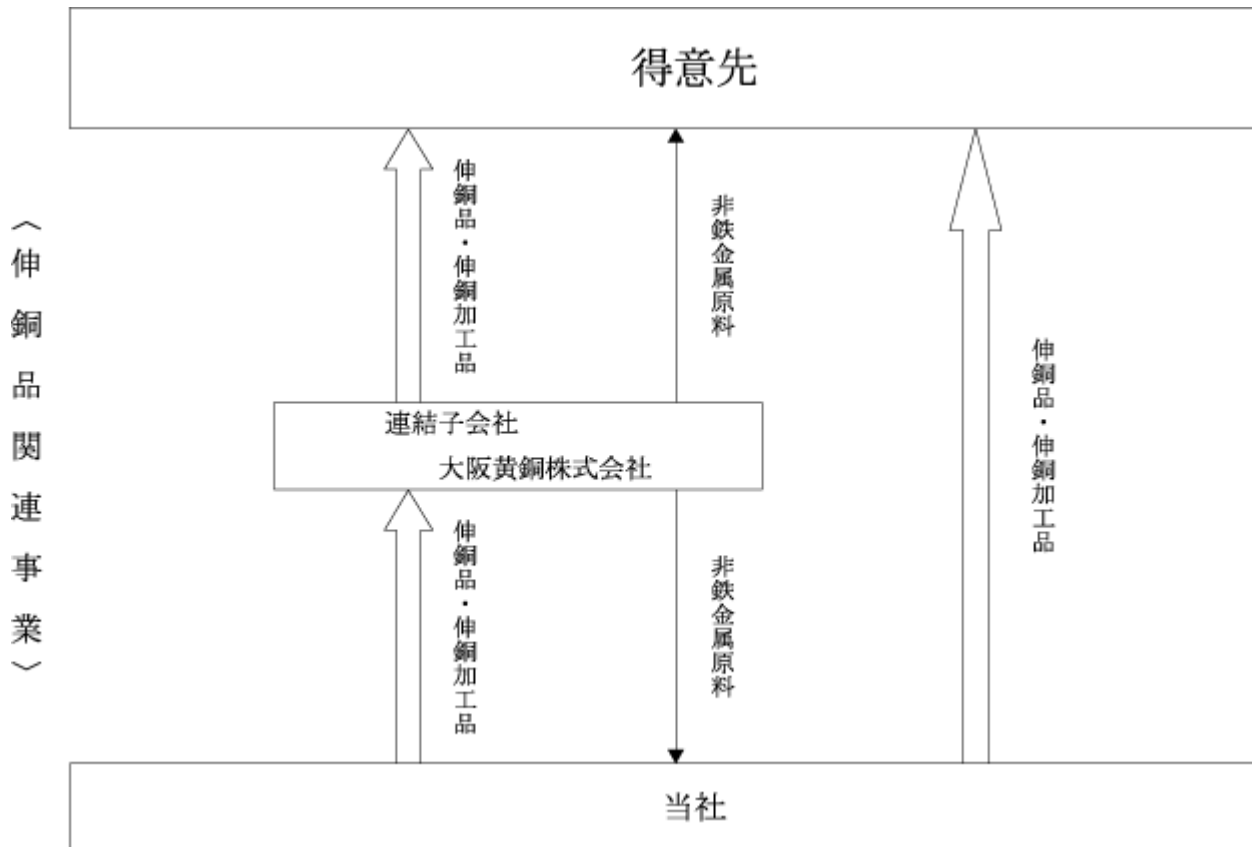 得意先
〈伸銅品関連事業〉
伸銅品・伸銅加工品
非鉄金属原料
伸銅品・伸銅加工品
連結子会社
大阪黄銅株式会社
伸銅品・伸銅加工品
非鉄金属原料
当社